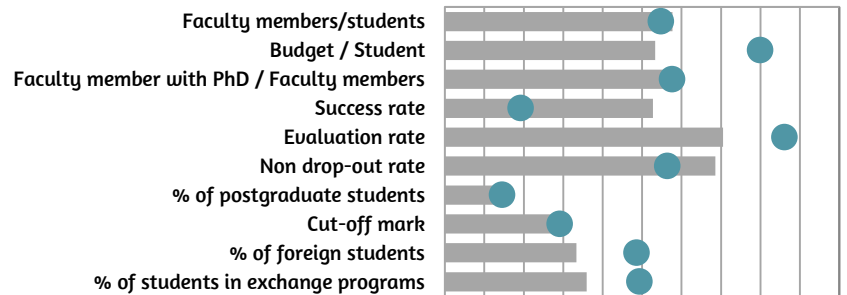 Faculty members/students
Budget / Student
Faculty member with PhD / Faculty members
Success rate
Evaluation rate
Non drop-out rate
% of postgraduate students
Cut-off mark
% of foreign students
% of students in exchange programs